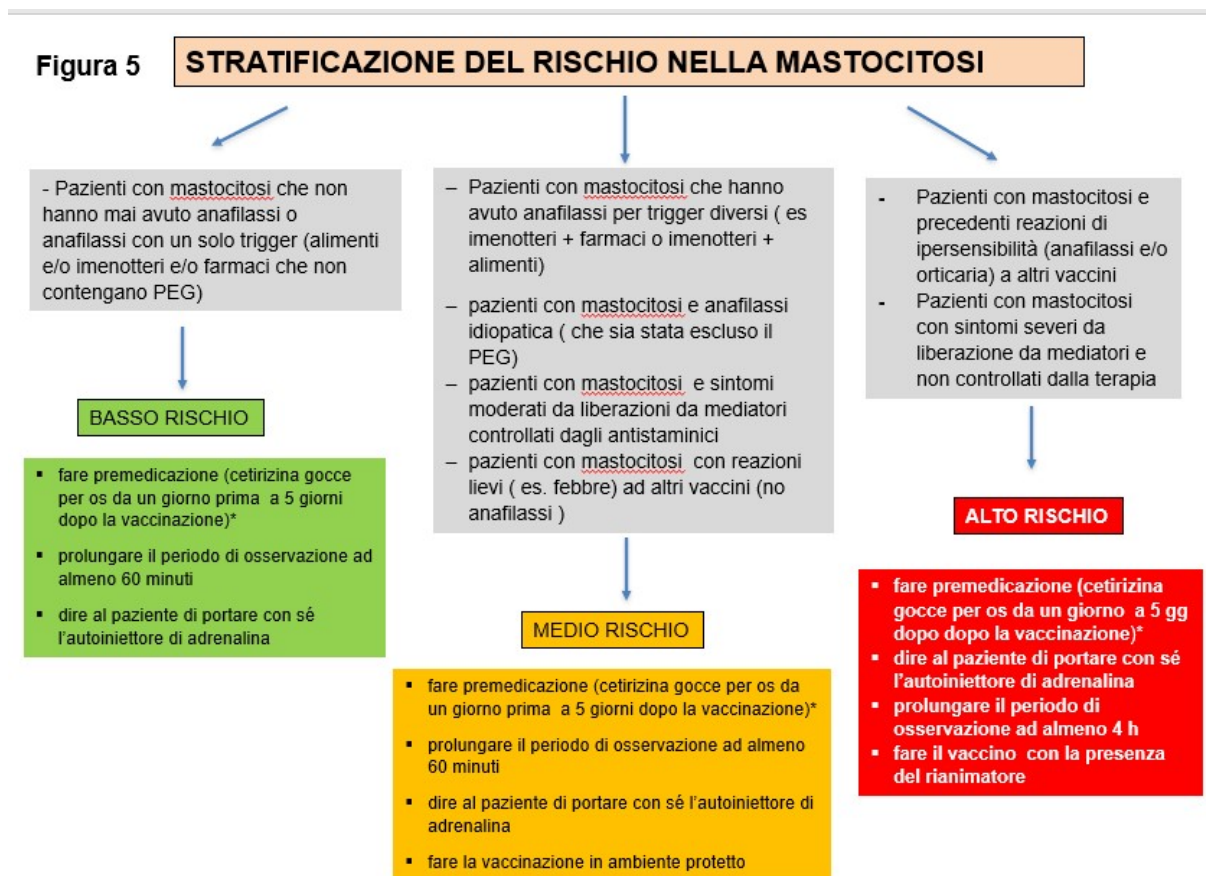 Figura 5
STRATIFICAZIONE DEL RISCHIO NELLA MASTOCITOSI
- Pazienti con mastocitosi che non
hanno mai avuto anafilassi o
anafilassi con un solo trigger (alimenti
e/o imenotteri e/o farmaci che non
contengano PEG)
BASSO RISCHIO
▪ fare premedicazione (cetirizina gocce
per os da un giorno prima a 5 giorni
dopo la vaccinazione)*
▪ prolungare il periodo di osservazione ad
almeno 60 minuti
▪ dire al paziente di portare con sé
l'autoiniettore di adrenalina
– Pazienti con mastocitosi che hanno
avuto anafilassi per trigger diversi ( es
imenotteri + farmaci o imenotteri +
alimenti)
– pazienti con mastocitosi e anafilassi
idiopatica ( che sia stata escluso il
PEG)
– pazienti con mastocitosi e sintomi
moderati da liberazioni da mediatori
controllati dagli antistaminici
– pazienti con mastocitosi con reazioni
lievi ( es. febbre) ad altri vaccini (no
anafilassi )
MEDIO RISCHIO
▪ fare premedicazione (cetirizina gocce per os da
un giorno prima a 5 giorni dopo la vaccinazione)*
▪ prolungare il periodo di osservazione ad almeno
60 minuti
▪ dire al paziente di portare con sé l'autoiniettore di
adrenalina
▪ fare la vaccinazione in ambiente protetto
- Pazienti con mastocitosi e
precedenti reazioni di
ipersensibilità (anafilassi e/o
orticaria) a altri vaccini
- Pazienti con mastocitosi
con sintomi severi da
liberazione da mediatori e
non controllati dalla terapia
ALTO RISCHIO
▪ fare premedicazione (cetirizina
gocce per os da un giorno a 5 gg
dopo dopo la vaccinazione)*
▪ dire al paziente di portare con sé
l'autoiniettore di adrenalina
▪ prolungare il periodo di
osservazione ad almeno 4 h
▪ fare il vaccino con la presenza
del rianimatore